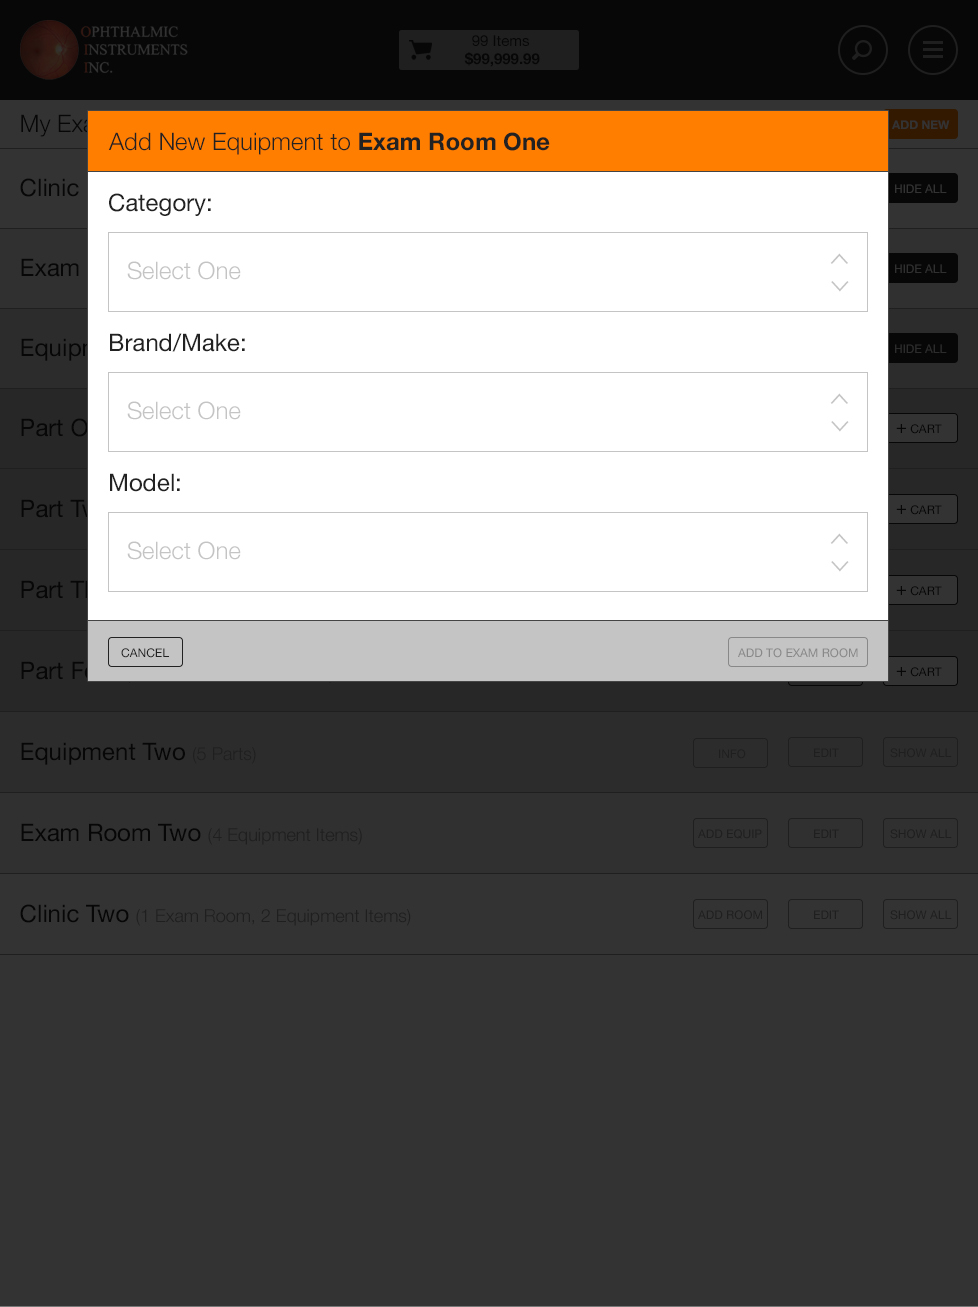 OPHTHALMIC
INSTRUMENTS
INC.
99 Items
$99,999.99
My Exa
ADD NEW
Add New Equipment to Exam Room One
Clinic
HIDE ALL
Category:
Select One
Exam
HIDE ALL
Brand/Make:
Equipm
HIDE ALL
Select One
Part O
+ CART
Model:
Part Tw
+ CART
Select One
Part Th
+ CART
CANCEL
ADD TO EXAM ROOM
Part Fo
+ CART
Equipment Two (5 Parts)
INFO
EDIT
SHOW ALL
Exam Room Two (4 Equipment Items)
ADD EQUIP
EDIT
SHOW ALL
Clinic Two (1 Exam Room, 2 Equipment Items)
ADD ROOM
EDIT
SHOW ALL